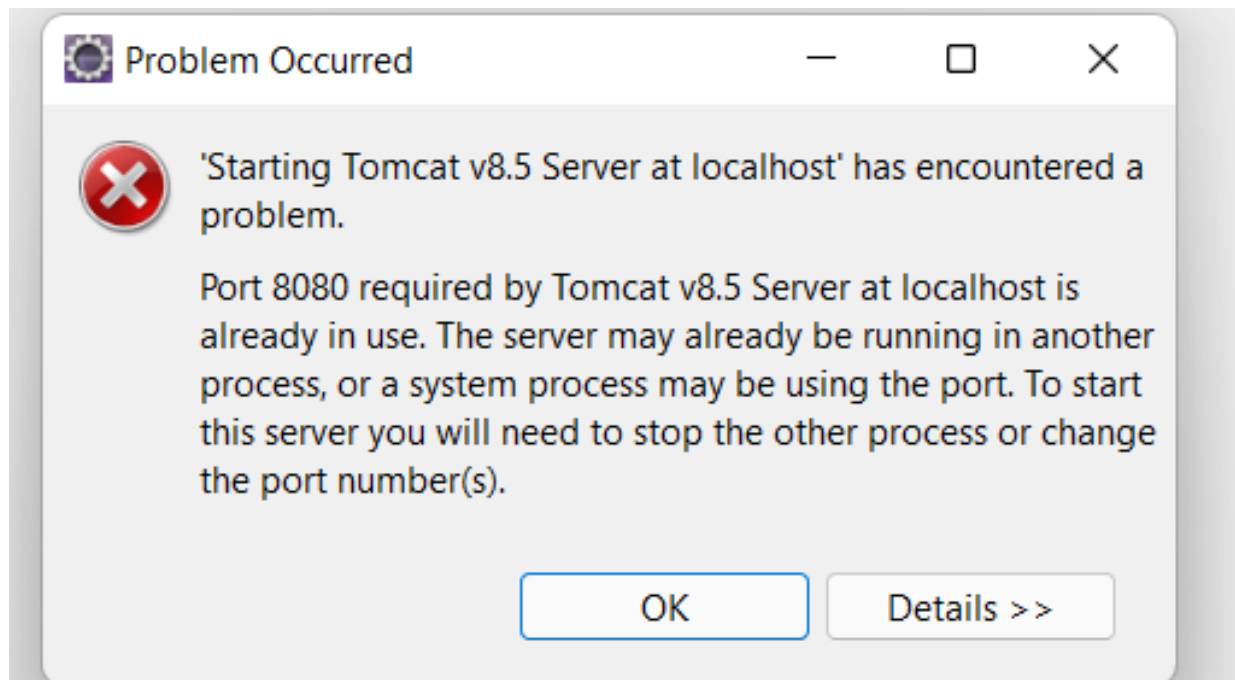 Problem Occurred
'Starting Tomcat v8.5 Server at localhost' has encountered a
problem.
Port 8080 required by Tomcat v8.5 Server at localhost is
already in use. The server may already be running in another
process, or a system process may be using the port. To start
this server you will need to stop the other process or change
the port number(s).
OK
Details >>